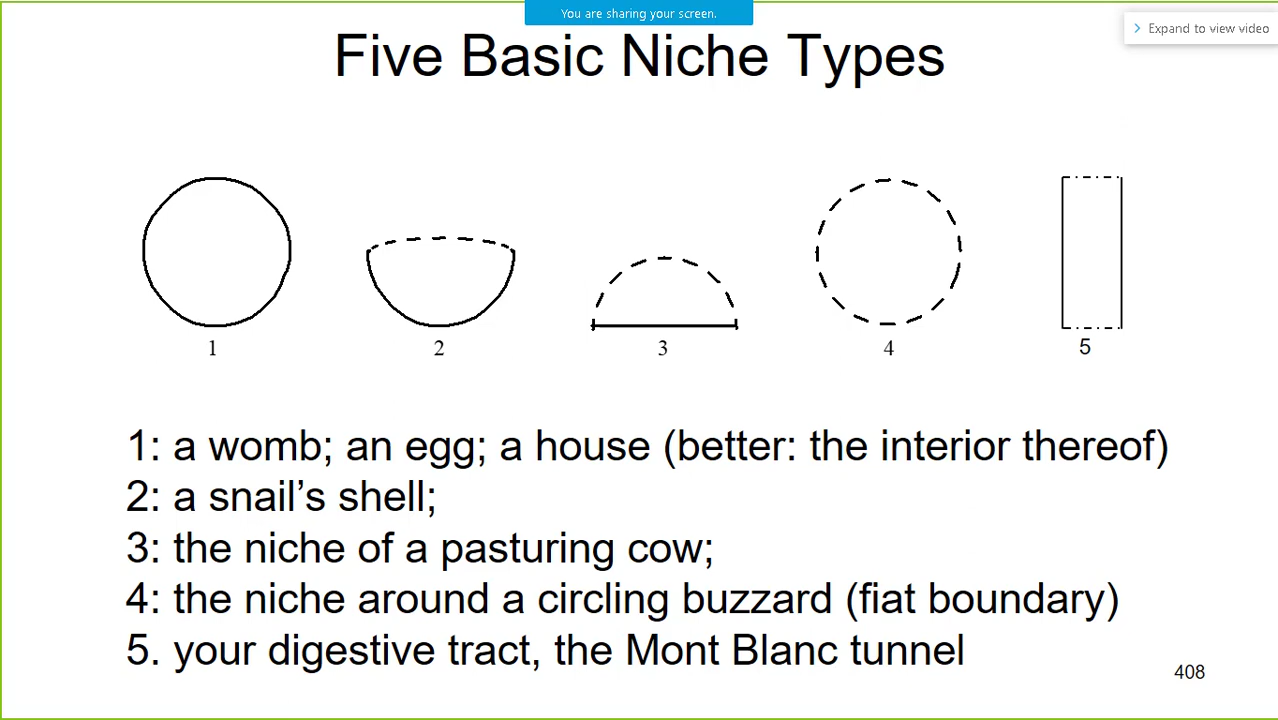 You are sharing your screen.
Expand to view video
Five Basic Niche Types
1
2
3
4
5
1: a womb; an egg; a house (better: the interior thereof)
2: a snail’s shell;
3: the niche of a pasturing cow;
4: the niche around a circling buzzard (fiat boundary)
5. your digestive tract, the Mont Blanc tunnel
408